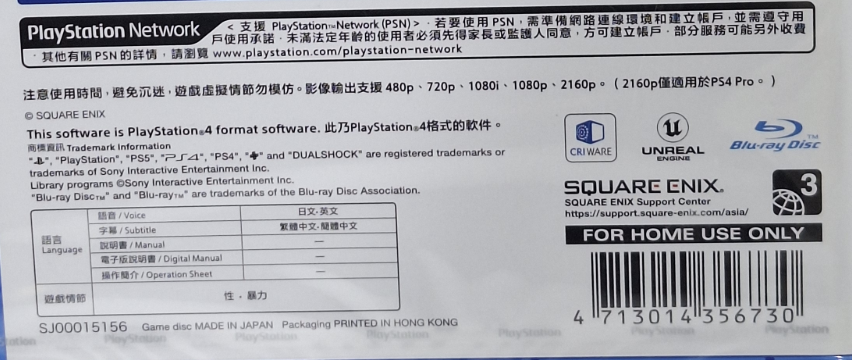 PlayStation Network
< 支援 PlayStation™Network (PSN) >．若要使用 PSN，需準備網路連線環境和建立帳戶，並需遵守用
戶使用承諾．未滿法定年齡的使用者必須先得家長或監護人同意，方可建立帳戶．部分服務可能另外收費
．其他有關 PSN 的詳情，請瀏覽 www.playstation.com/playstation-network
注意使用時間，避免沉迷，遊戲虛擬情節勿模仿。影像輸出支援 480p、720p、1080i、1080p、2160p。（2160p僅適用於PS4 Pro。）
© SQUARE ENIX
This software is PlayStation®4 format software. 此乃PlayStation®4格式的軟件。
商標資訊 Trademark Information
" ", "PlayStation", "PS5", "PS4", "PS4", " " and "DUALSHOCK" are registered trademarks or
trademarks of Sony Interactive Entertainment Inc.
Library programs ©Sony Interactive Entertainment Inc.
"Blu-ray Disc™" and "Blu-ray™" are trademarks of the Blu-ray Disc Association.
語言 Language
語音 / Voice 日文·英文
字幕 / Subtitle 繁體中文·簡體中文
說明書 / Manual —
電子版說明書 / Digital Manual —
操作簡介 / Operation Sheet —
遊戲情節 性．暴力
SJ00015156 Game disc MADE IN JAPAN Packaging PRINTED IN HONG KONG
CRIWARE
UNREAL
ENGINE
Blu-ray Disc™
SQUARE ENIX®
SQUARE ENIX Support Center
https://support.square-enix.com/asia/
3
FOR HOME USE ONLY
4 713014 356730
PlayStation PlayStation PlayStation PlayStation PlayStation